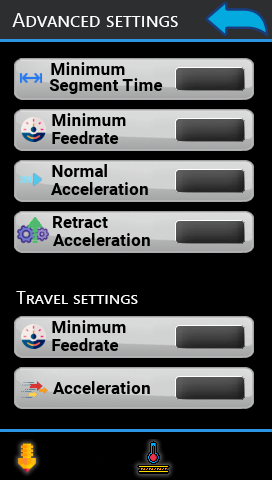 Advanced settings
Minimum
Segment Time
Minimum
Feedrate
Normal
Acceleration
Retract
Acceleration
Travel settings
Minimum
Feedrate
Acceleration